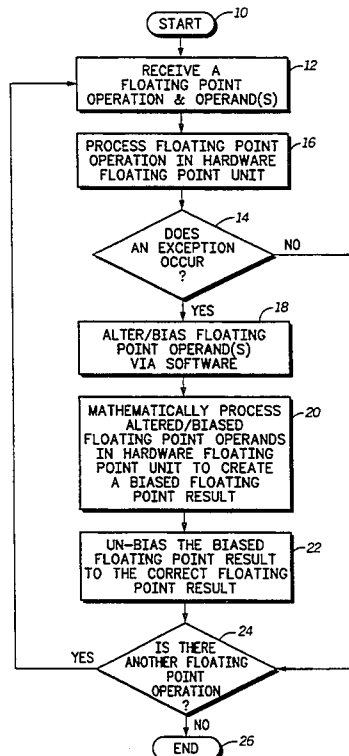 START
10
RECEIVE A
FLOATING POINT
OPERATION & OPERAND(S)
12
PROCESS FLOATING POINT
OPERATION IN HARDWARE
FLOATING POINT UNIT
16
DOES
AN EXCEPTION
OCCUR
?
14
NO
YES
ALTER/BIAS FLOATING
POINT OPERAND(S)
VIA SOFTWARE
18
MATHEMATICALLY PROCESS
ALTERED/BIASED
FLOATING POINT OPERANDS
IN HARDWARE FLOATING
POINT UNIT TO CREATE
A BIASED FLOATING
POINT RESULT
20
UN-BIAS THE BIASED
FLOATING POINT RESULT
TO THE CORRECT FLOATING
POINT RESULT
22
IS THERE
ANOTHER FLOATING
POINT
OPERATION
?
24
YES
NO
END
26